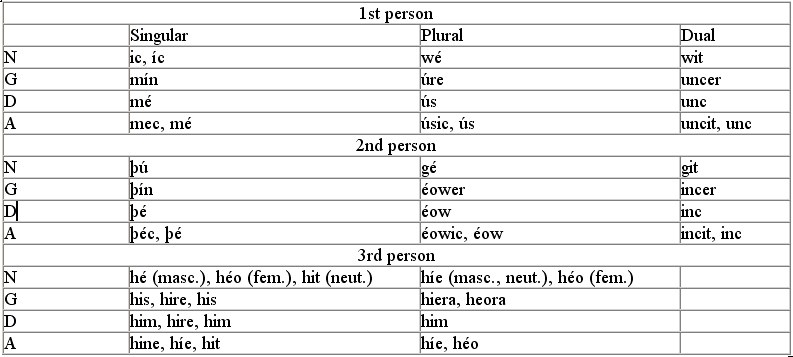 1st person
Singular Plural Dual
N ic, íc wé wit
G mín úre uncer
D mé ús unc
A mec, mé úsic, ús uncit, unc
2nd person
N þú gé git
G þín éower incer
D þé éow inc
A þéc, þé éowic, éow incit, inc
3rd person
N hé (masc.), héo (fem.), hit (neut.) híe (masc., neut.), héo (fem.)
G his, hire, his hiera, heora
D him, hire, him him
A hine, híe, hit híe, héo